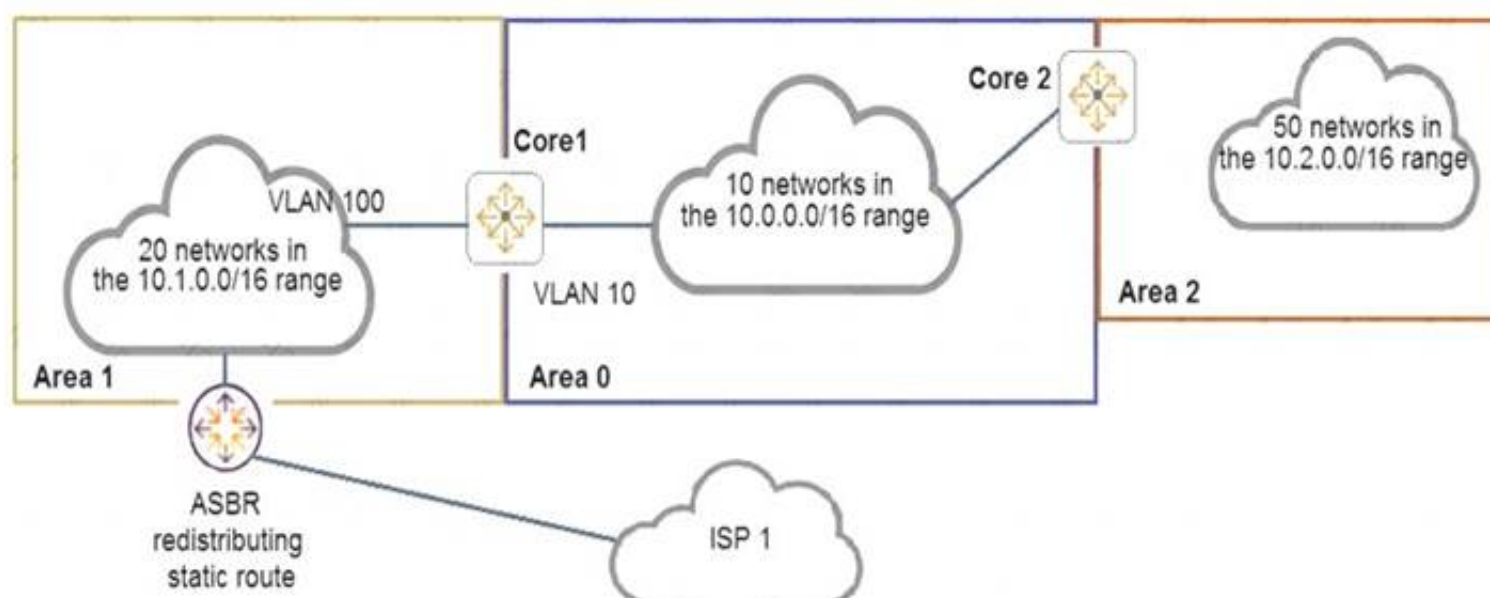 Core 2
Core1
50 networks in
the 10.2.0.0/16 range
VLAN 100
10 networks in
the 10.0.0.0/16 range
20 networks in
the 10.1.0.0/16 range
VLAN 10
Area 1
Area 0
Area 2
ASBR
redistributing
static route
ISP 1